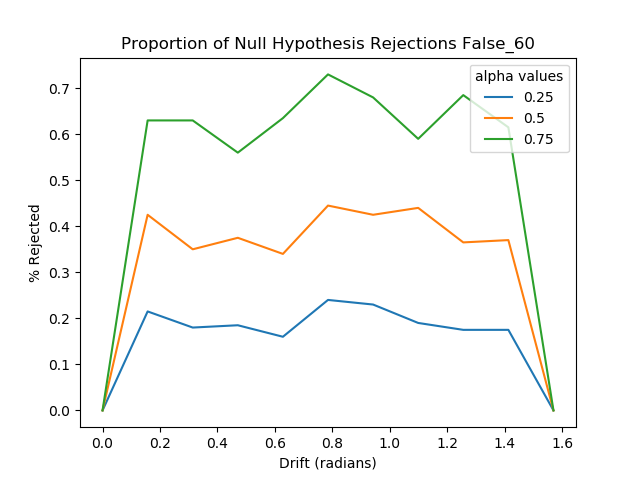 Proportion of Null Hypothesis Rejections False_60
alpha values
0.25
0.5
0.75
% Rejected
0.7
0.6
0.5
0.4
0.3
0.2
0.1
0.0
0.0 0.2 0.4 0.6 0.8 1.0 1.2 1.4 1.6
Drift (radians)